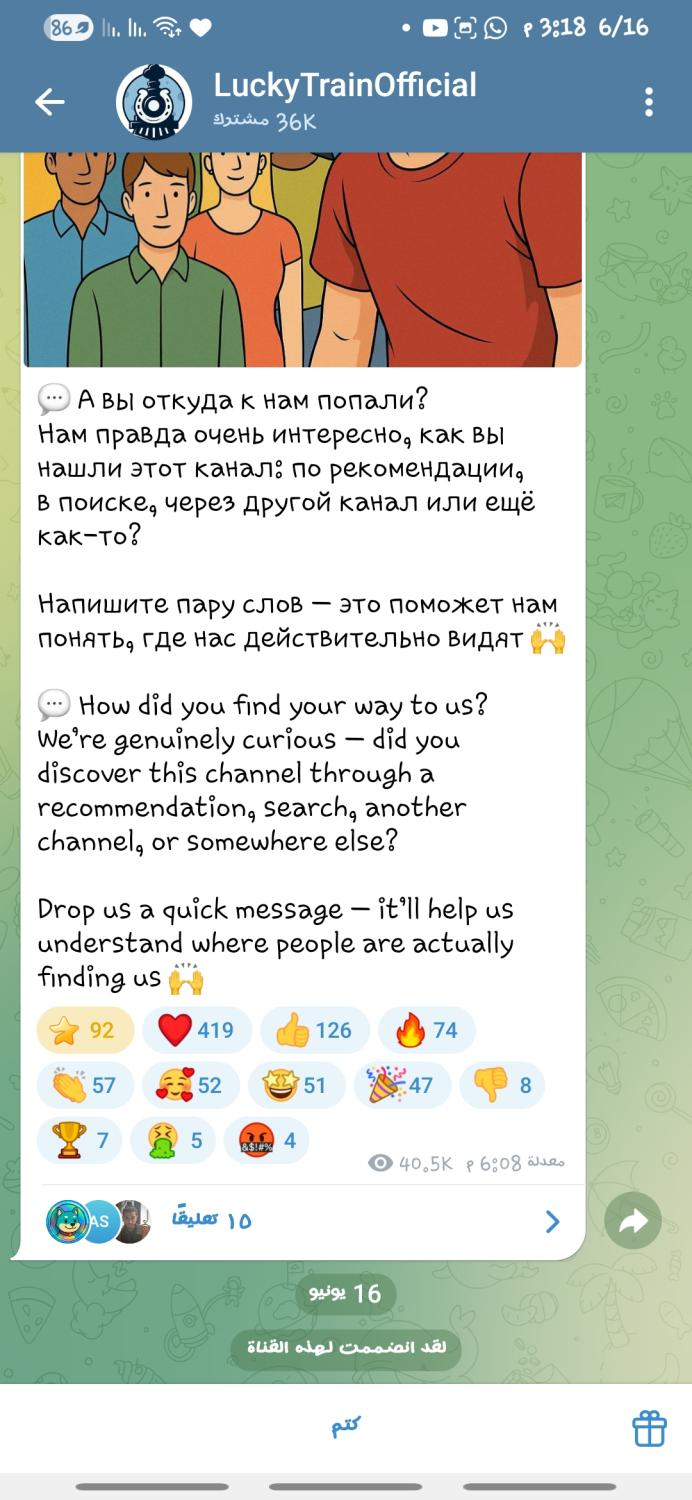 86 3:18 م 6/16
LuckyTrainOfficial
36K مشترك
💬 А вы откуда к нам попали?
Нам правда очень интересно, как вы
нашли этот канал: по рекомендации,
в поиске, через другой канал или ещё
как-то?
Напишите пару слов — это поможет нам
понять, где нас действительно видят 🙌
💬 How did you find your way to us?
We're genuinely curious — did you
discover this channel through a
recommendation, search, another
channel, or somewhere else?
Drop us a quick message — it'll help us
understand where people are actually
finding us 🙌
⭐ 92 ❤️ 419 👍 126 🔥 74
👏 57 🥰 52 🤩 51 🎉 47 👎 8
🏆 7 🤮 5 🤬 4
40.5K معدلة 6:08 م
AS ١٥ تعليقًا
16 يونيو
لقد انضممت لهذه القناة
كتم